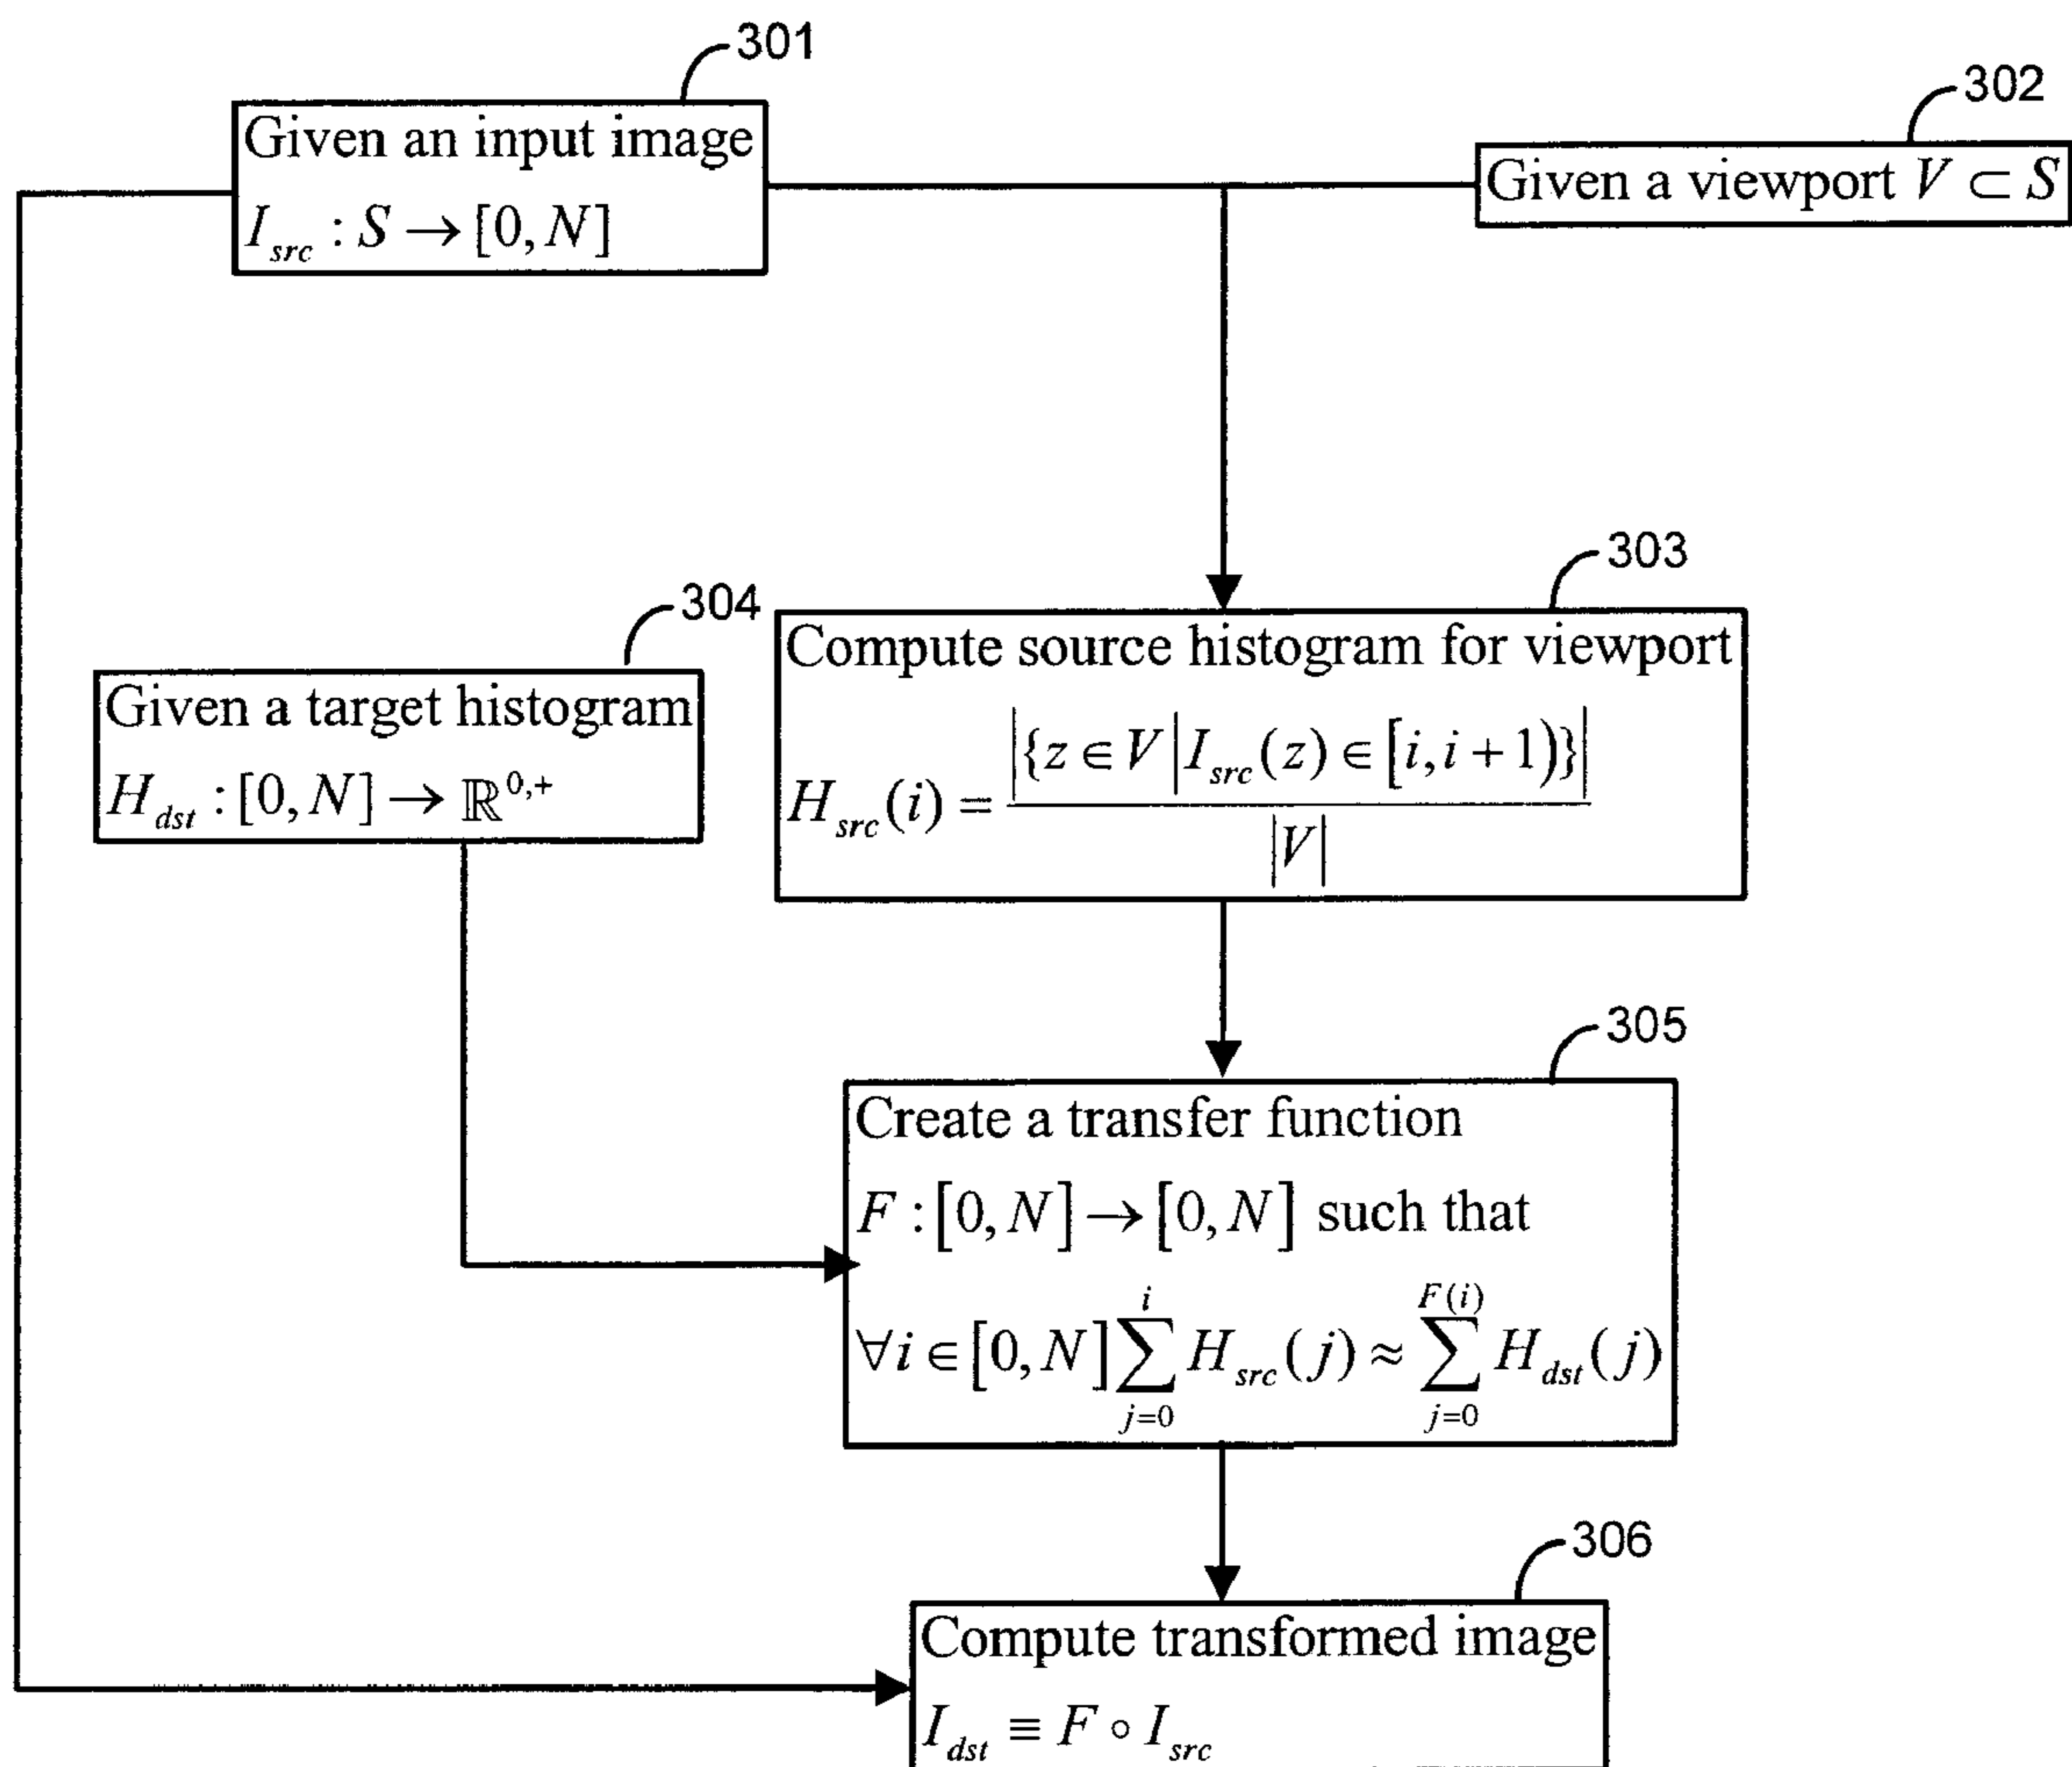 301
Given an input image
I_src : S → [0, N]
302
Given a viewport V ⊂ S
303
Compute source histogram for viewport
H_src(i) = |{z ∈ V | I_src(z) ∈ [i, i + 1)}| / |V|
304
Given a target histogram
H_dst : [0, N] → ℝ^{0,+}
305
Create a transfer function
F : [0, N] → [0, N] such that
∀i ∈ [0, N] ∑_{j=0}^{i} H_src(j) ≈ ∑_{j=0}^{F(i)} H_dst(j)
306
Compute transformed image
I_dst ≡ F ∘ I_src